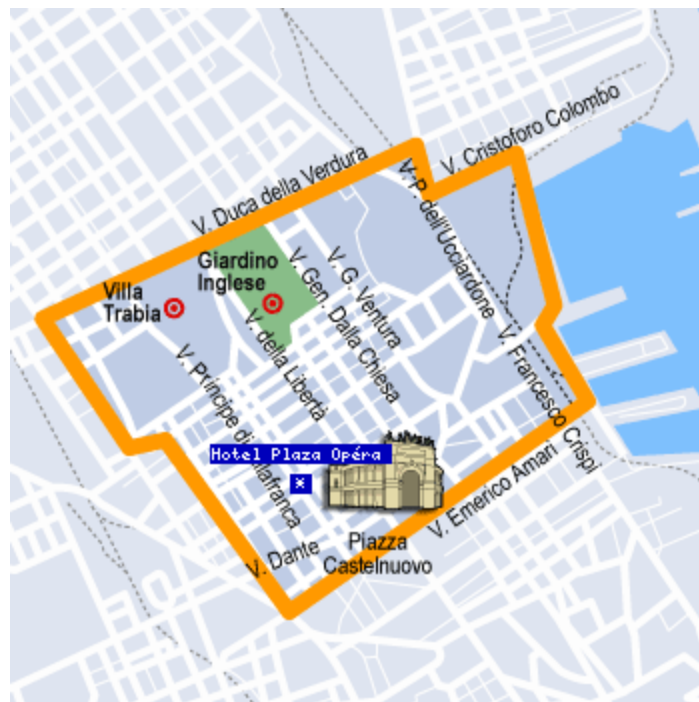 V. Cristoforo Colombo
V. Duca della Verdura
V. P. dell'Ucciardone
Giardino
Inglese
V. Gen. Dalla Chiesa
V. G. Ventura
Villa
Trabia
V. della Libertà
V. Francesco Crispi
V. Principe di
Hotel Plaza Opéra
*
V. Emerico Amari
V. Dante
Piazza
Castelnuovo